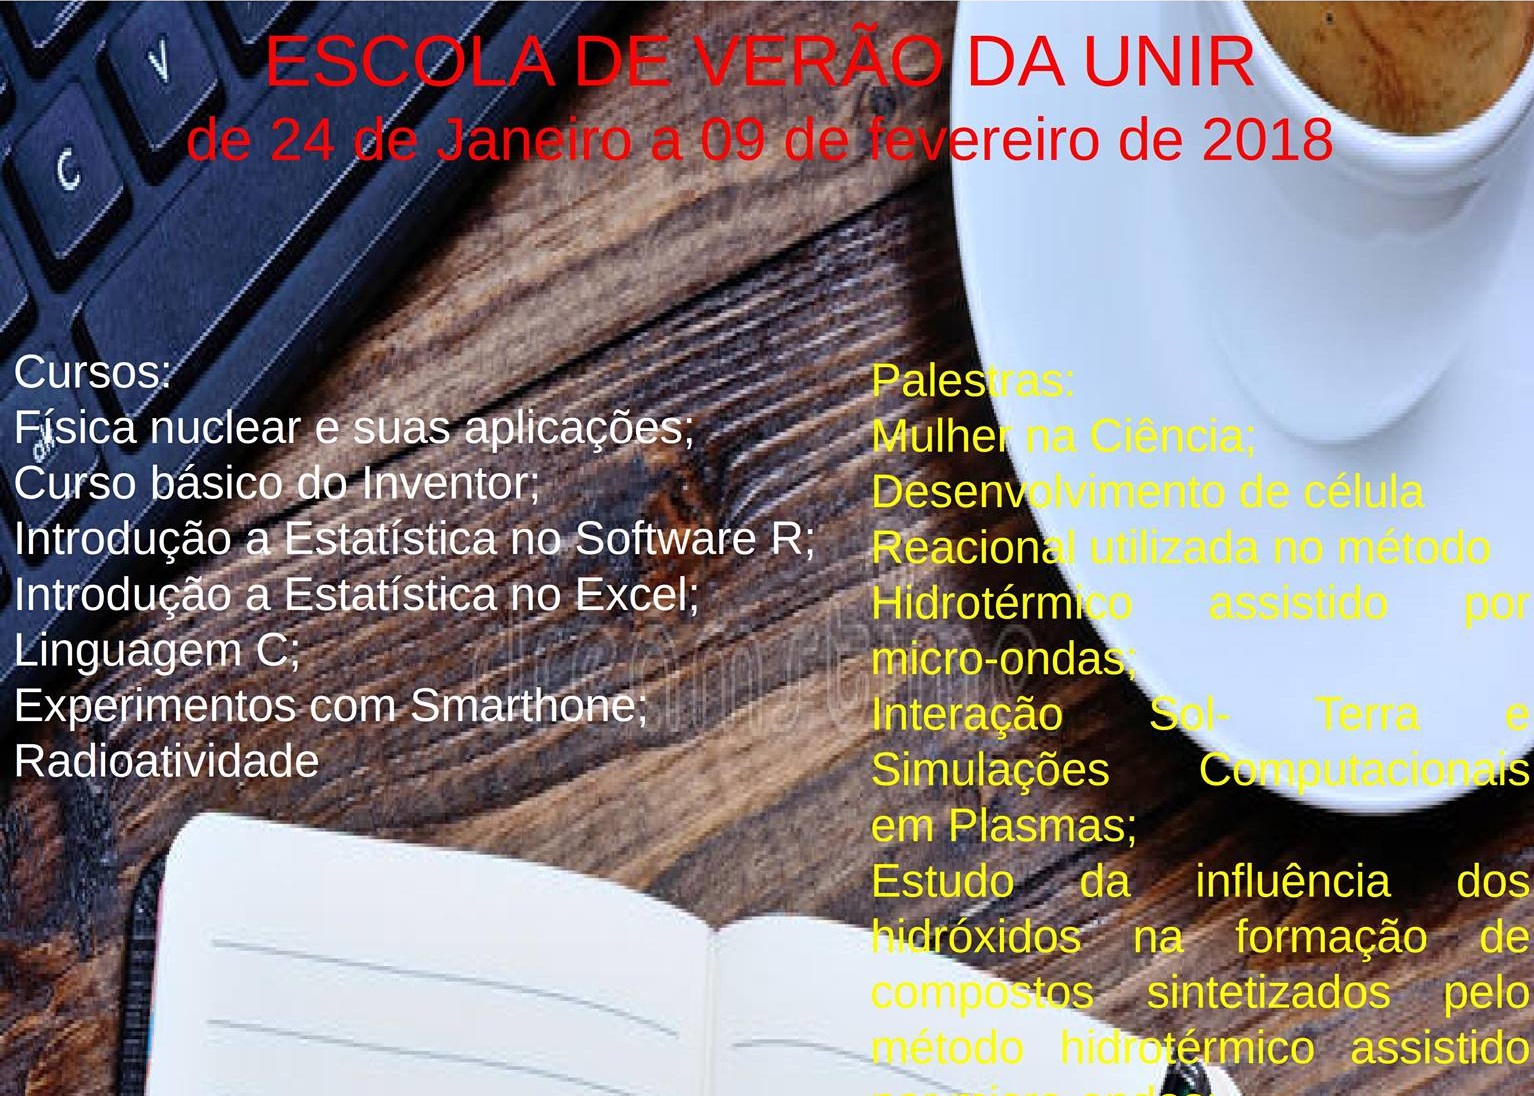 ESCOLA DE VERÃO DA UNIR
de 24 de Janeiro a 09 de fevereiro de 2018
V
C
alt
Cursos:
Física nuclear e suas aplicações;
Curso básico do Inventor;
Introdução a Estatística no Software R;
Introdução a Estatística no Excel;
Linguagem C;
Experimentos com Smarthone;
Radioatividade
Palestras:
Mulher na Ciência;
Desenvolvimento de célula
Reacional utilizada no método
Hidrotérmico assistido por
micro-ondas;
Interação Sol- Terra e
Simulações Computacionais
em Plasmas;
Estudo da influência dos
hidróxidos na formação de
compostos sintetizados pelo
método hidrotérmico assistido
dreamstime